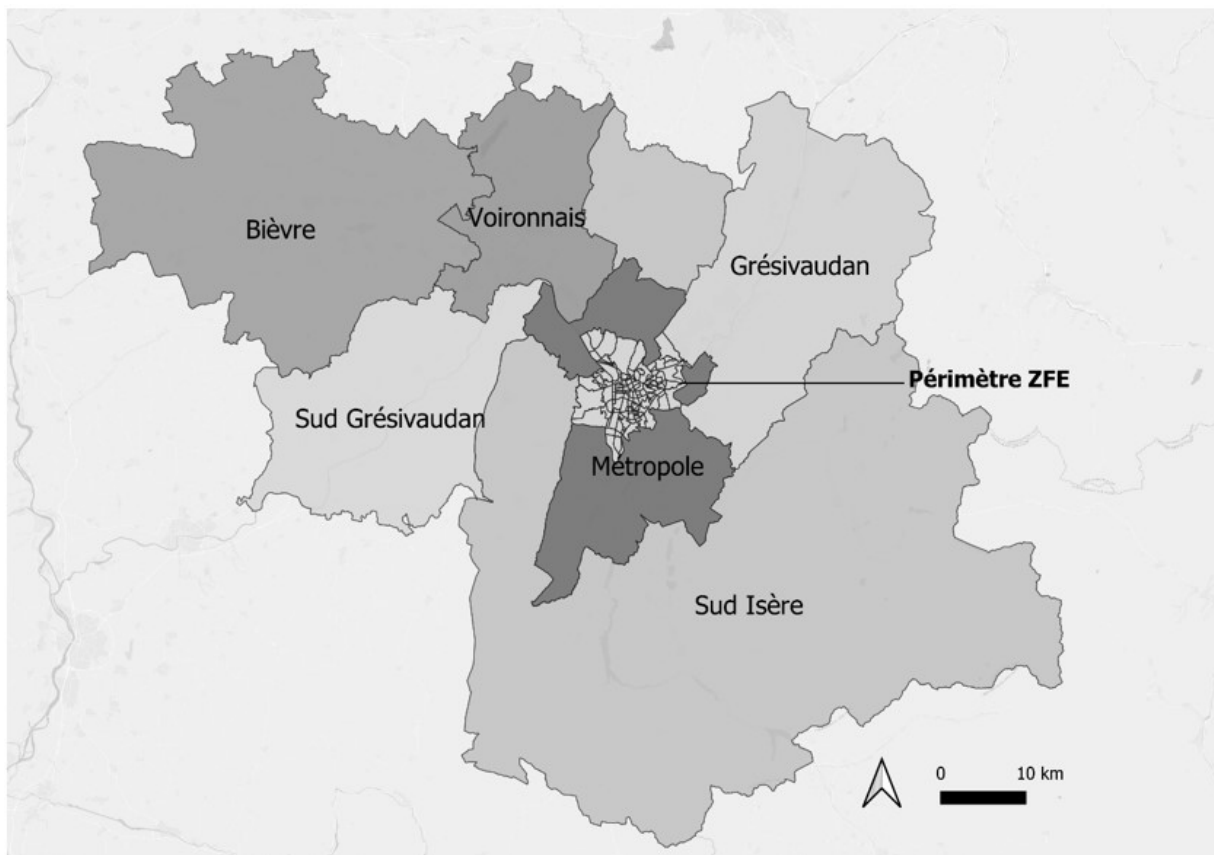 Voironnais
Bièvre
Grésivaudan
Périmètre ZFE
Sud Grésivaudan
Métropole
Sud Isère
0 10 km